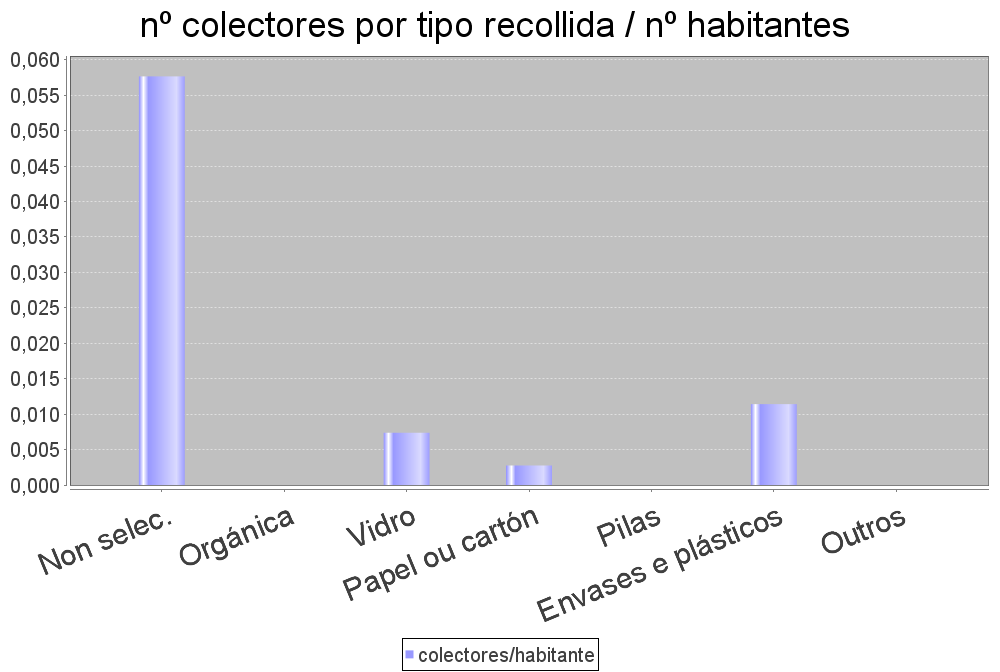 nº colectores por tipo recollida / nº habitantes
0,060
0,055
0,050
0,045
0,040
0,035
0,030
0,025
0,020
0,015
0,010
0,005
0,000
Non selec.
Orgánica
Vidro
Papel ou cartón
Pilas
Envases e plásticos
Outros
colectores/habitante